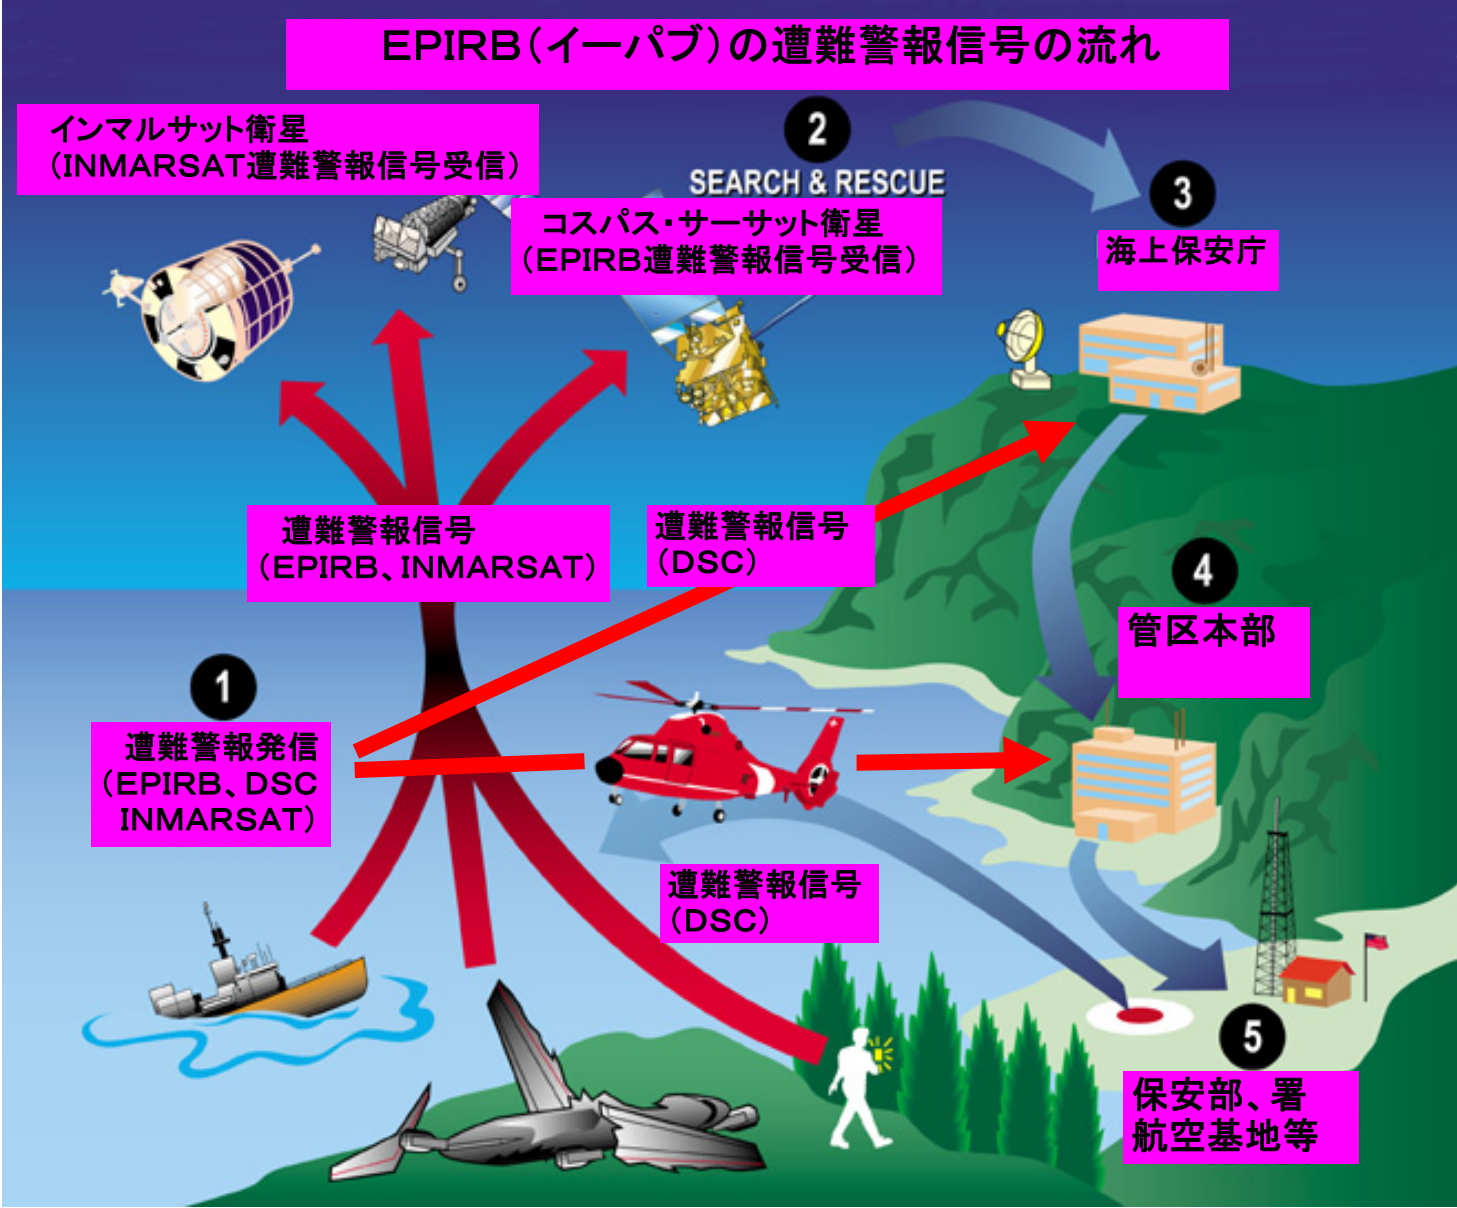 EPIRB(イーパブ)の遭難警報信号の流れ
インマルサット衛星
(INMARSAT遭難警報信号受信)
2
SEARCH & RESCUE
コスパス・サーサット衛星
(EPIRB遭難警報信号受信)
3
海上保安庁
遭難警報信号
(EPIRB、INMARSAT)
遭難警報信号
(DSC)
4
管区本部
1
遭難警報発信
(EPIRB、DSC
INMARSAT)
遭難警報信号
(DSC)
5
保安部、署
航空基地等